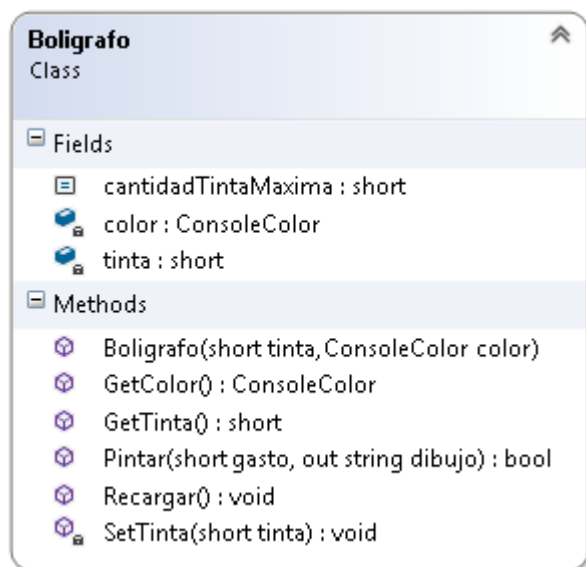 Boligrafo
Class
Fields
cantidadTintaMaxima : short
color : ConsoleColor
tinta : short
Methods
Boligrafo(short tinta, ConsoleColor color)
GetColor() : ConsoleColor
GetTinta() : short
Pintar(short gasto, out string dibujo) : bool
Recargar() : void
SetTinta(short tinta) : void